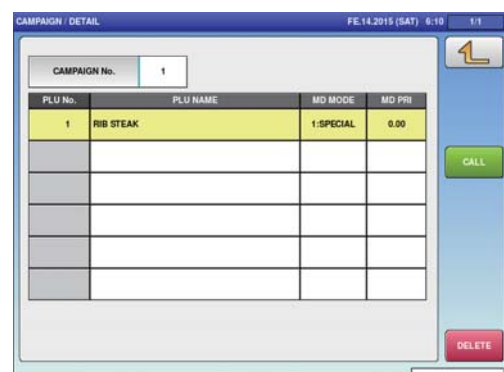 CAMPAIGN / DETAIL FE.14.2015 (SAT) 6:10 1/1
CAMPAIGN No. 1
PLU No. PLU NAME MD MODE MD PRI
1 RIB STEAK 1:SPECIAL 0.00
CALL
DELETE